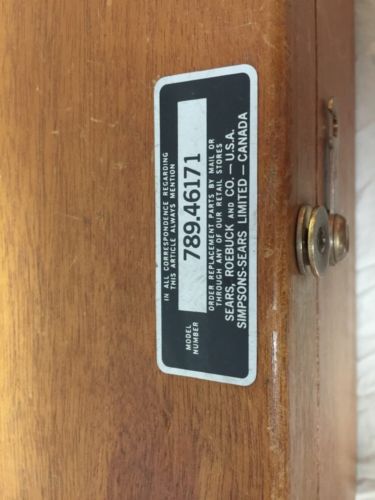 IN ALL CORRESPONDENCE REGARDING
THIS ARTICLE ALWAYS MENTION
MODEL
NUMBER
789.46171
ORDER REPLACEMENT PARTS BY MAIL OR
THROUGH ANY OF OUR RETAIL STORES
SEARS, ROEBUCK AND CO. — U.S.A.
SIMPSONS-SEARS LIMITED — CANADA